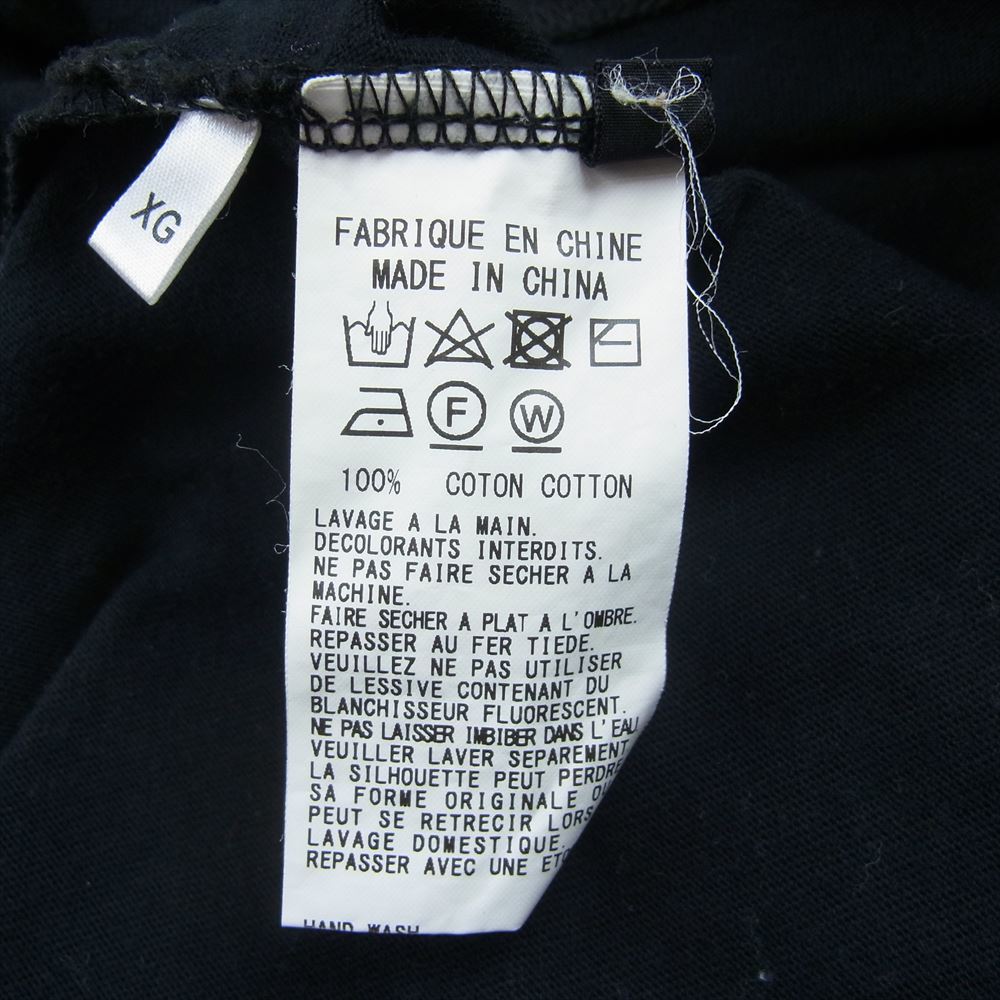 XG
FABRIQUE EN CHINE
MADE IN CHINA
F W
100% COTON COTTON
LAVAGE A LA MAIN.
DECOLORANTS INTERDITS.
NE PAS FAIRE SECHER A LA
MACHINE.
FAIRE SECHER A PLAT A L'OMBRE.
REPASSER AU FER TIEDE.
VEUILLEZ NE PAS UTILISER
DE LESSIVE CONTENANT DU
BLANCHISSEUR FLUORESCENT.
NE PAS LAISSER IMBIBER DANS L'EAU
VEUILLER LAVER SEPAREMENT
LA SILHOUETTE PEUT PERDRE
SA FORME ORIGINALE
PEUT SE RETRECIR LORS
LAVAGE DOMESTIQUE.
REPASSER AVEC UNE
HAND WASH